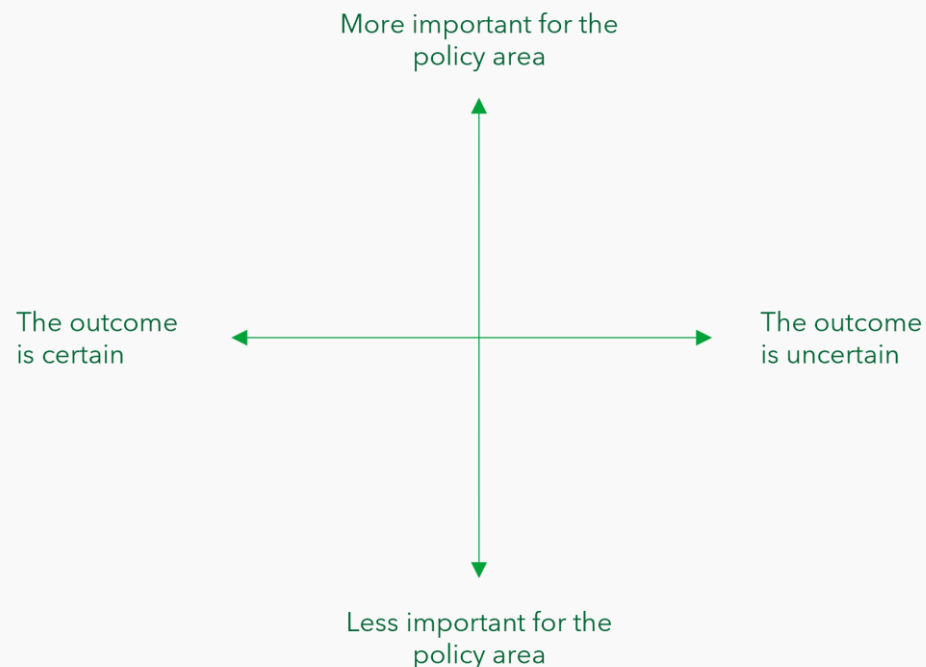 More important for the
policy area
The outcome
is certain
The outcome
is uncertain
Less important for the
policy area